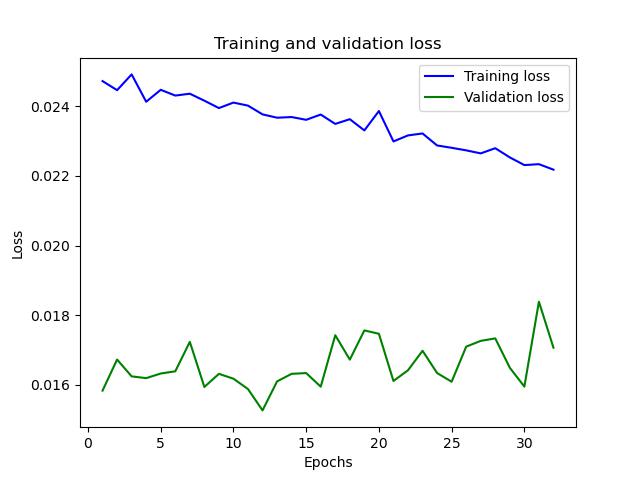 Training and validation loss
Training loss
Validation loss
0.024
0.022
0.020
0.018
0.016
Loss
0 5 10 15 20 25 30
Epochs